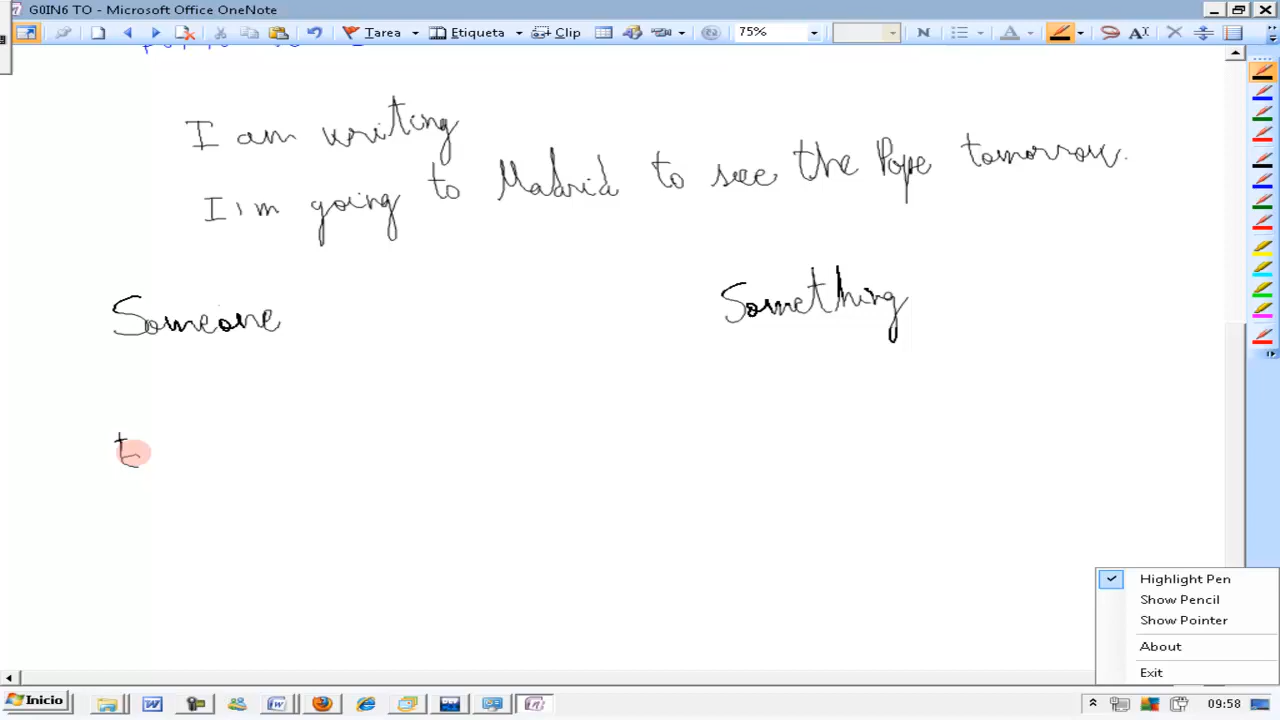 G0IN6 TO - Microsoft Office OneNote
Tarea Etiqueta Clip 75% N A
I am writing
I'm going to Madrid to see the Pope tomorrow.
Someone Something
t
Highlight Pen
Show Pencil
Show Pointer
About
Exit
Inicio 09:58